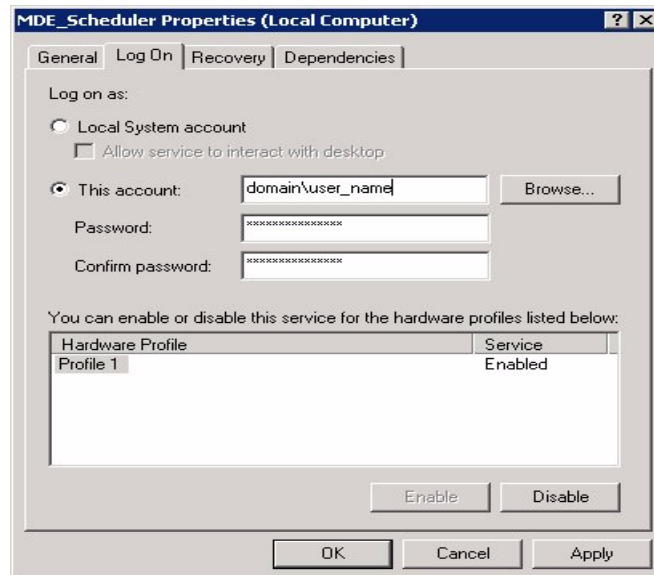 MDE_Scheduler Properties (Local Computer) ? X
General Log On Recovery Dependencies
Log on as:
Local System account
Allow service to interact with desktop
This account: domain\user_name Browse...
Password: ***************
Confirm password: ***************
You can enable or disable this service for the hardware profiles listed below:
Hardware Profile Service
Profile 1 Enabled
Enable Disable
OK Cancel Apply